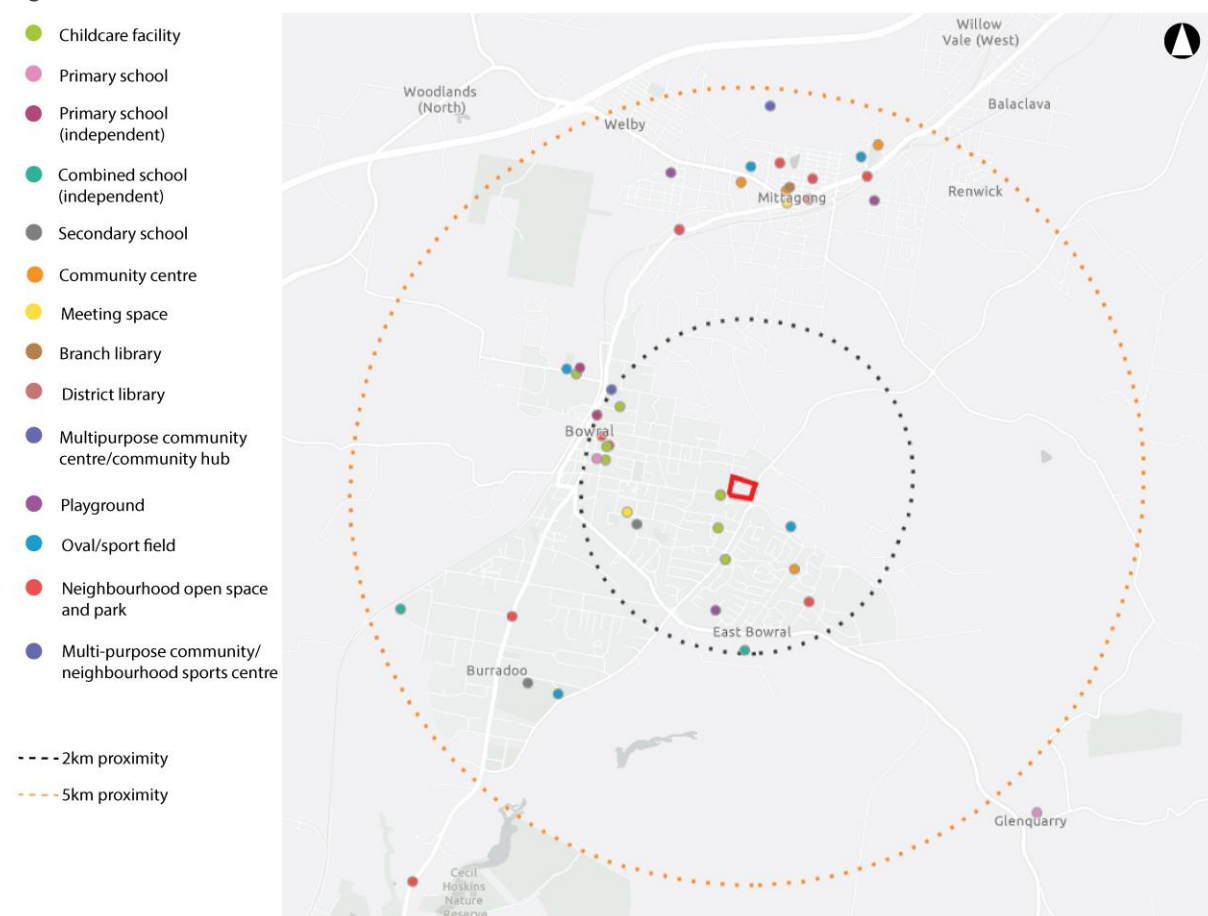 Childcare facility
Primary school
Primary school
(independent)
Combined school
(independent)
Secondary school
Community centre
Meeting space
Branch library
District library
Multipurpose community
centre/community hub
Playground
Oval/sport field
Neighbourhood open space
and park
Multi-purpose community/
neighbourhood sports centre
2km proximity
5km proximity
Willow
Vale (West)
Woodlands
(North)
Balaclava
Welby
Renwick
Mittagong
Bowral
East Bowral
Burradoo
Glenquarry
Cecil
Hoskins
Nature
Reserve